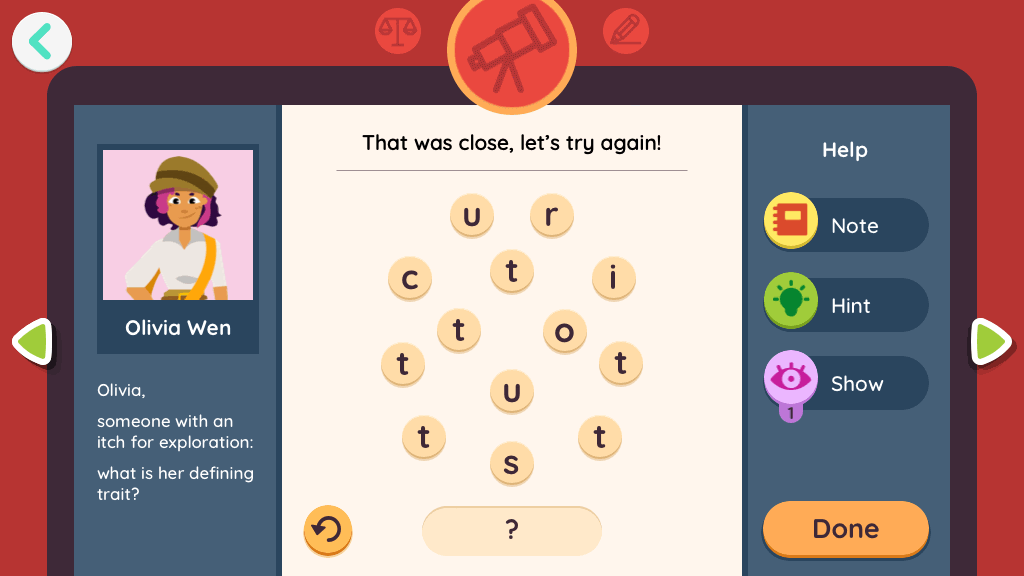 That was close, let's try again!
Help
u r
c t i
t o
t t
u
t t
s
?
Olivia Wen
Olivia,
someone with an
itch for exploration:
what is her defining
trait?
Note
Hint
Show
1
Done